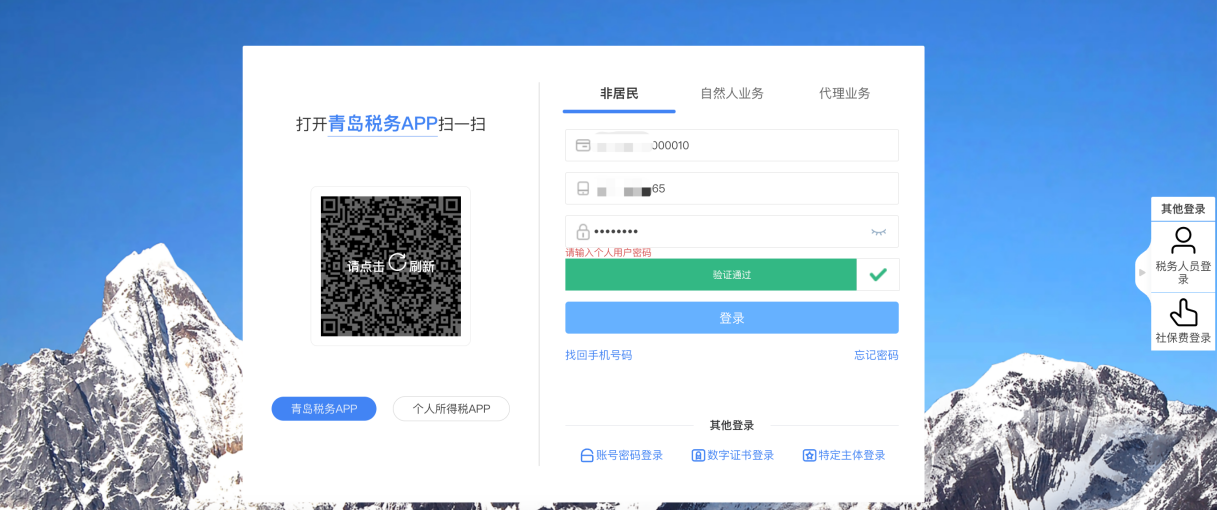 打开青岛税务APP扫一扫
请点击 刷新
青岛税务APP
个人所得税APP
非居民
自然人业务
代理业务
000010
65
••••••••
请输入个人用户密码
验证通过
登录
找回手机号码
忘记密码
其他登录
账号密码登录
数字证书登录
特定主体登录
其他登录
税务人员登
录
社保费登录